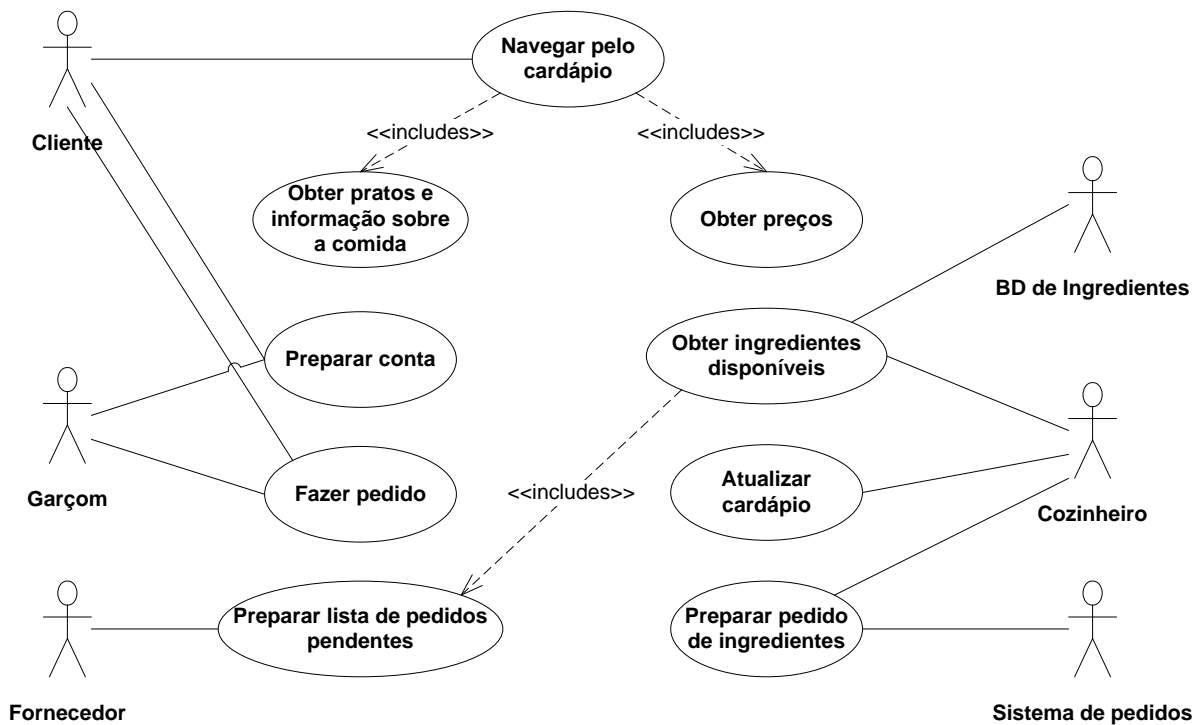 Navegar pelo
cardápio
Cliente
<<includes>>
<<includes>>
Obter pratos e
informação sobre
a comida
Obter preços
BD de Ingredientes
Preparar conta
Obter ingredientes
disponíveis
Garçom
Fazer pedido
<<includes>>
Atualizar
cardápio
Cozinheiro
Preparar lista de pedidos
pendentes
Preparar pedido
de ingredientes
Fornecedor
Sistema de pedidos